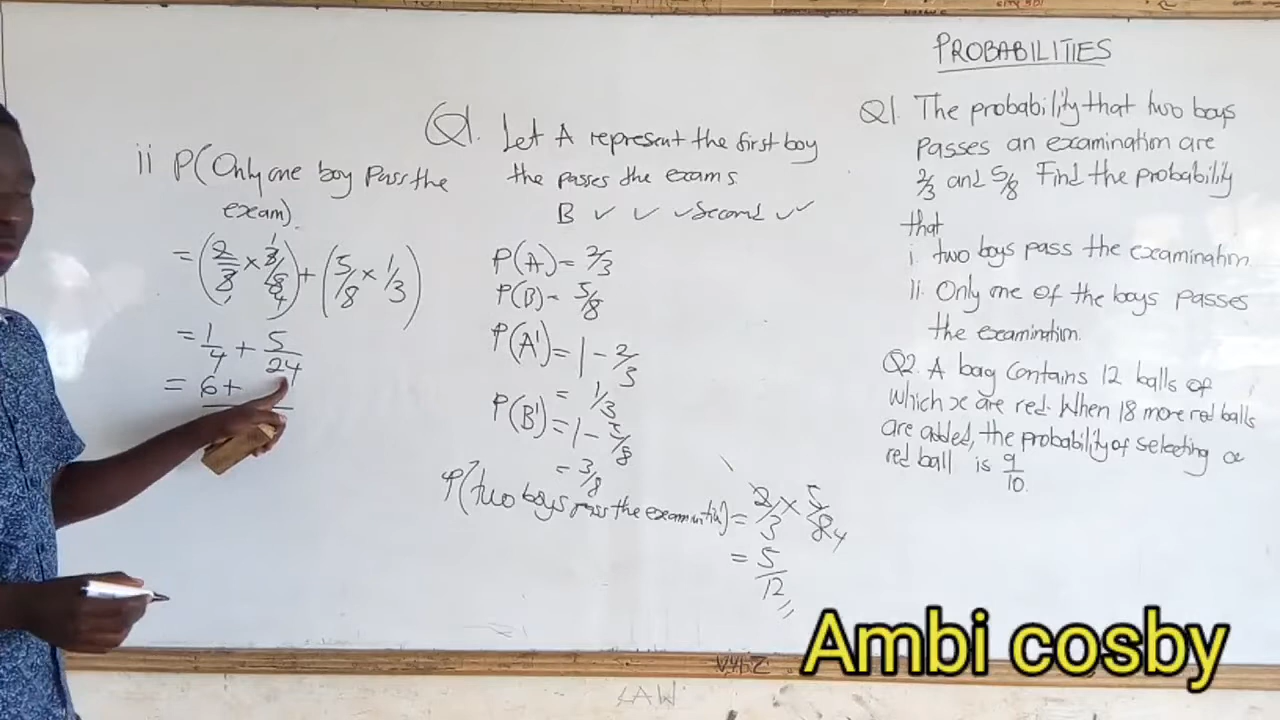 PROBABILITIES
Q1. The probability that two boys
passes an examination are
2/3 and 5/8 Find the probability
that
i. two boys pass the examination.
ii. Only one of the boys passes
the examination.
Q2. A bag contains 12 balls of
which x are red. When 18 more red balls
are added, the probability of selecting a
red ball is 9/10.
Q1. Let A represent the first boy
the passes the exams.
B ✓ ✓ ✓ Second ✓ ✓
P(A) = 2/3
P(B) = 5/8
P(A') = 1 - 2/3
= 1/3
P(B') = 1 - 5/8
= 3/8
P(two boys pass the examination) = 2/3 × 5/8 4
= 5/12
ii P(Only one boy Pass the
exam).
= (2/3 × 3/8) + (5/8 × 1/3)
= 1/4 + 5/24
= 6+
Ambi cosby
LAW